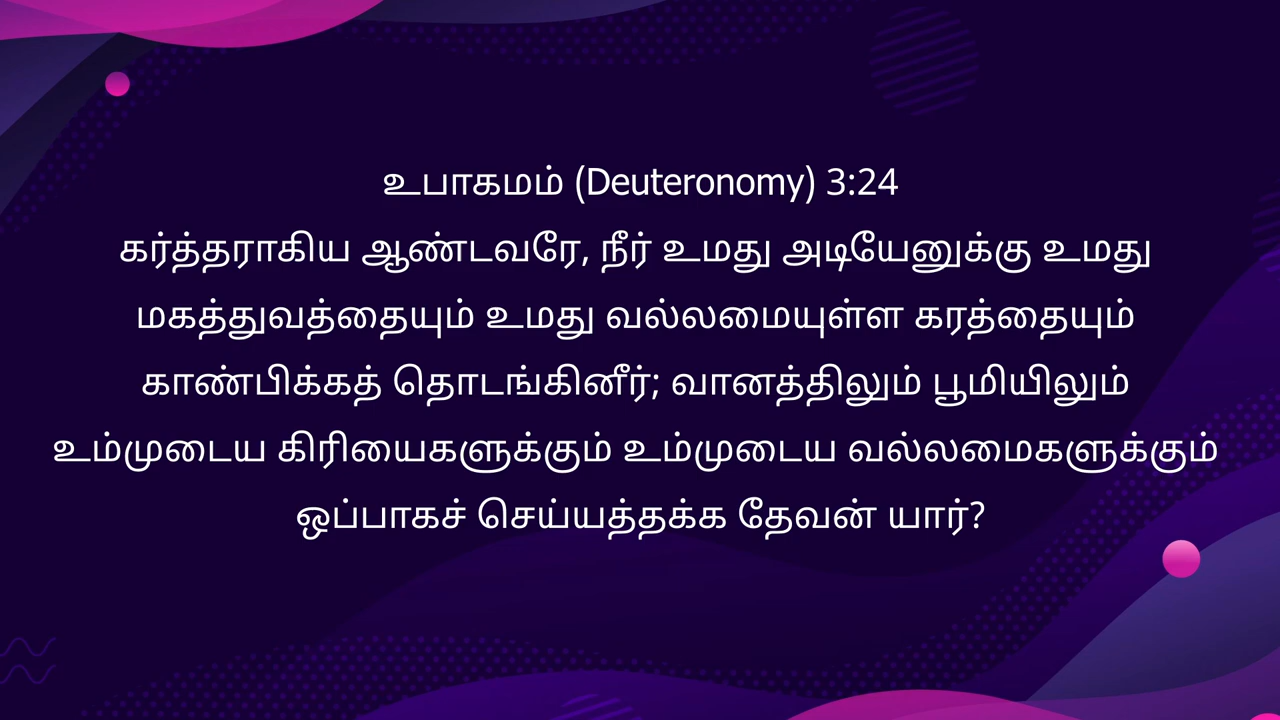 உபாகமம் (Deuteronomy) 3:24
கர்த்தராகிய ஆண்டவரே, நீர் உமது அடியேனுக்கு உமது
மகத்துவத்தையும் உமது வல்லமையுள்ள கரத்தையும்
காண்பிக்கத் தொடங்கினீர்; வானத்திலும் பூமியிலும்
உம்முடைய கிரியைகளுக்கும் உம்முடைய வல்லமைகளுக்கும்
ஒப்பாகச் செய்யத்தக்க தேவன் யார்?